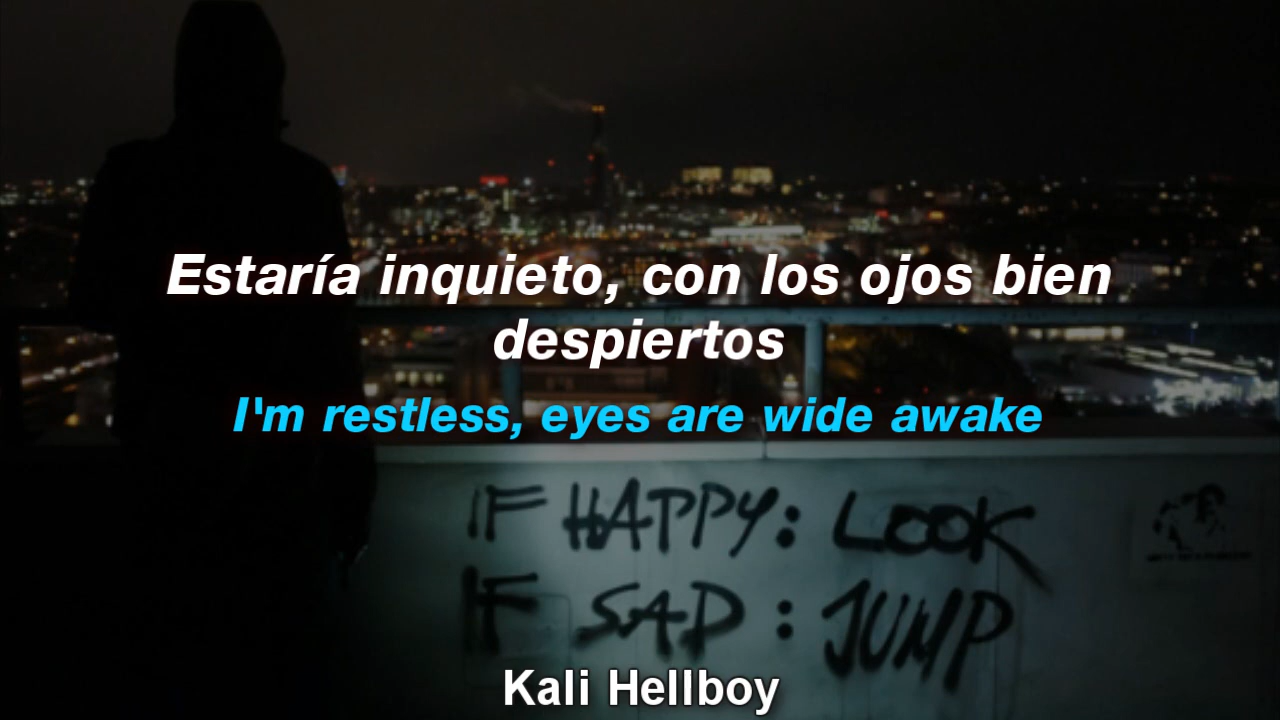 Estaría inquieto, con los ojos bien
despiertos
I'm restless, eyes are wide awake
IF HAPPY: LOOK
IF SAD : JUMP
Kali Hellboy